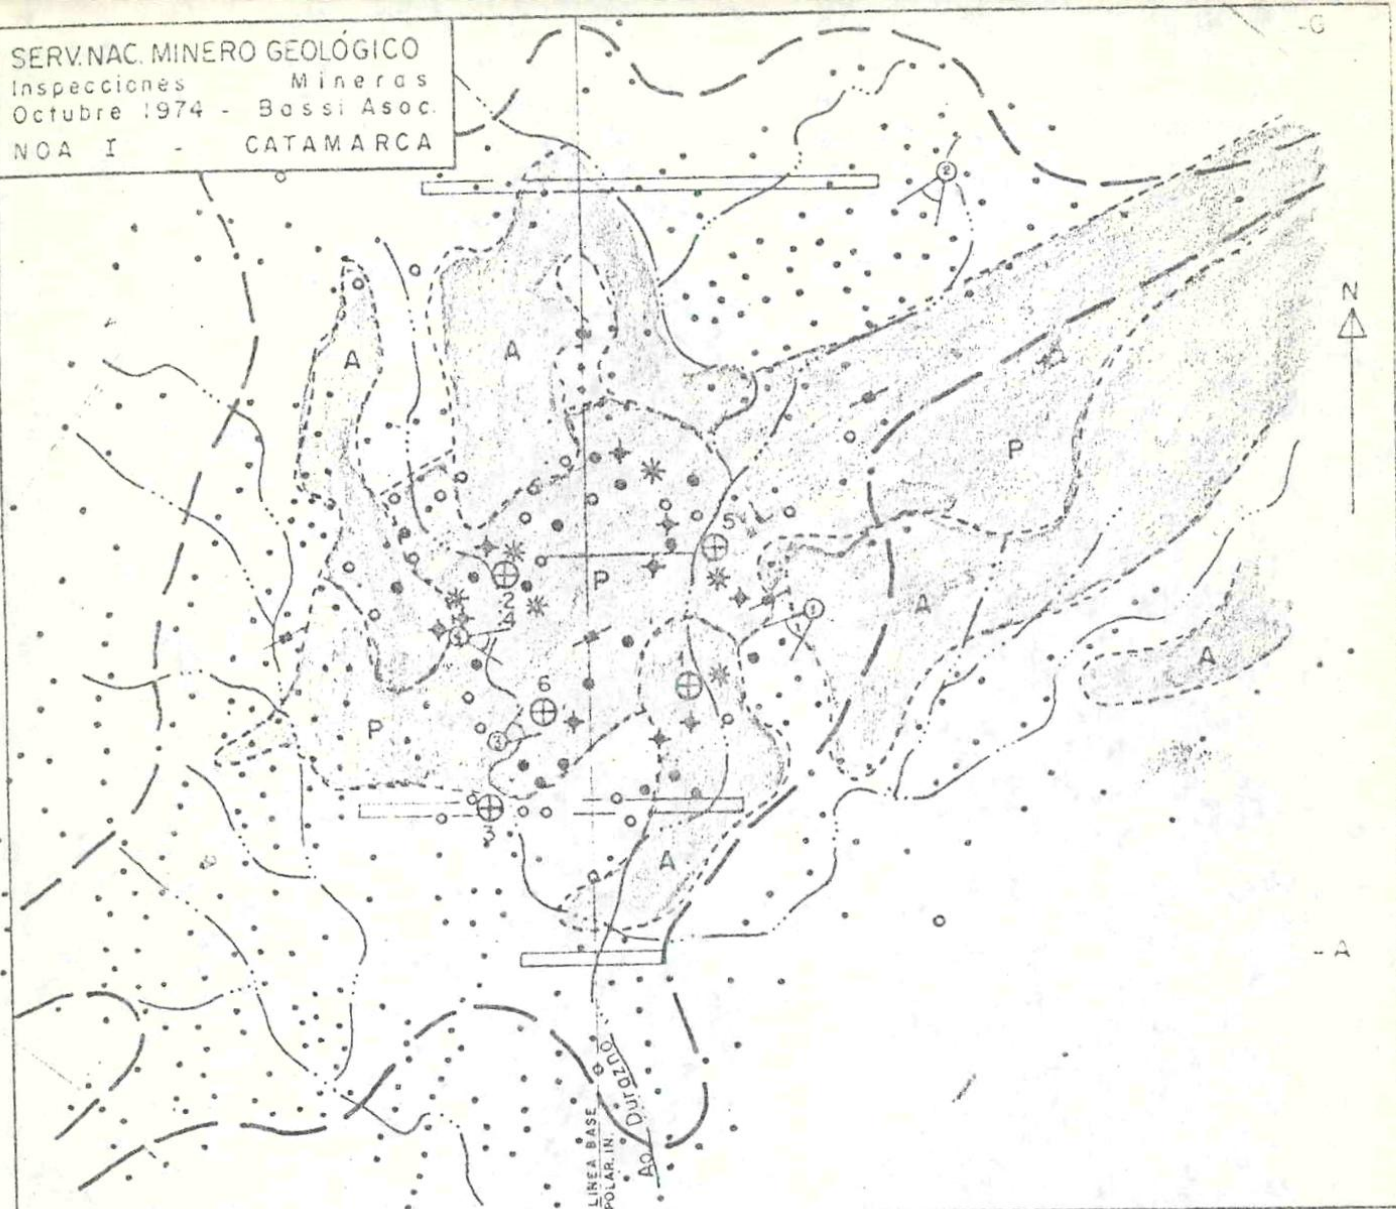 SERV.NAC. MINERO GEOLÓGICO
Inspecciones Mineras
Octubre 1974 - Bassi Asoc.
NOA I - CATAMARCA
-G
2
N
A
A
P
5
P
2
1
A
4
A
6
P
3
3
A
-A
Ao Durazno
LINEA BASE
POLAR. IN.